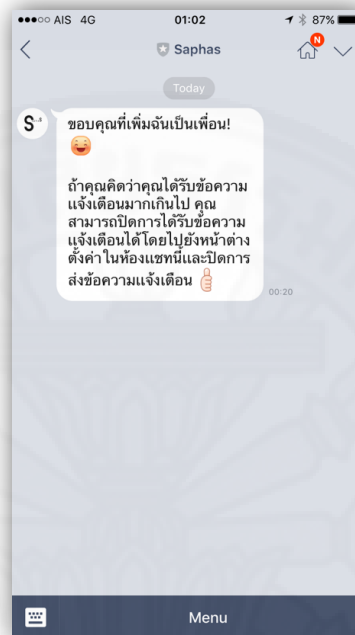 AIS 4G 01:02 87%
Saphas
N
Today
S
ขอบคุณที่เพิ่มฉันเป็นเพื่อน!
ถ้าคุณคิดว่าคุณได้รับข้อความ
แจ้งเตือนมากเกินไป คุณ
สามารถปิดการได้รับข้อความ
แจ้งเตือนได้โดยไปยังหน้าต่าง
ตั้งค่าในห้องแชทนี้และปิดการ
ส่งข้อความแจ้งเตือน
00:20
Menu